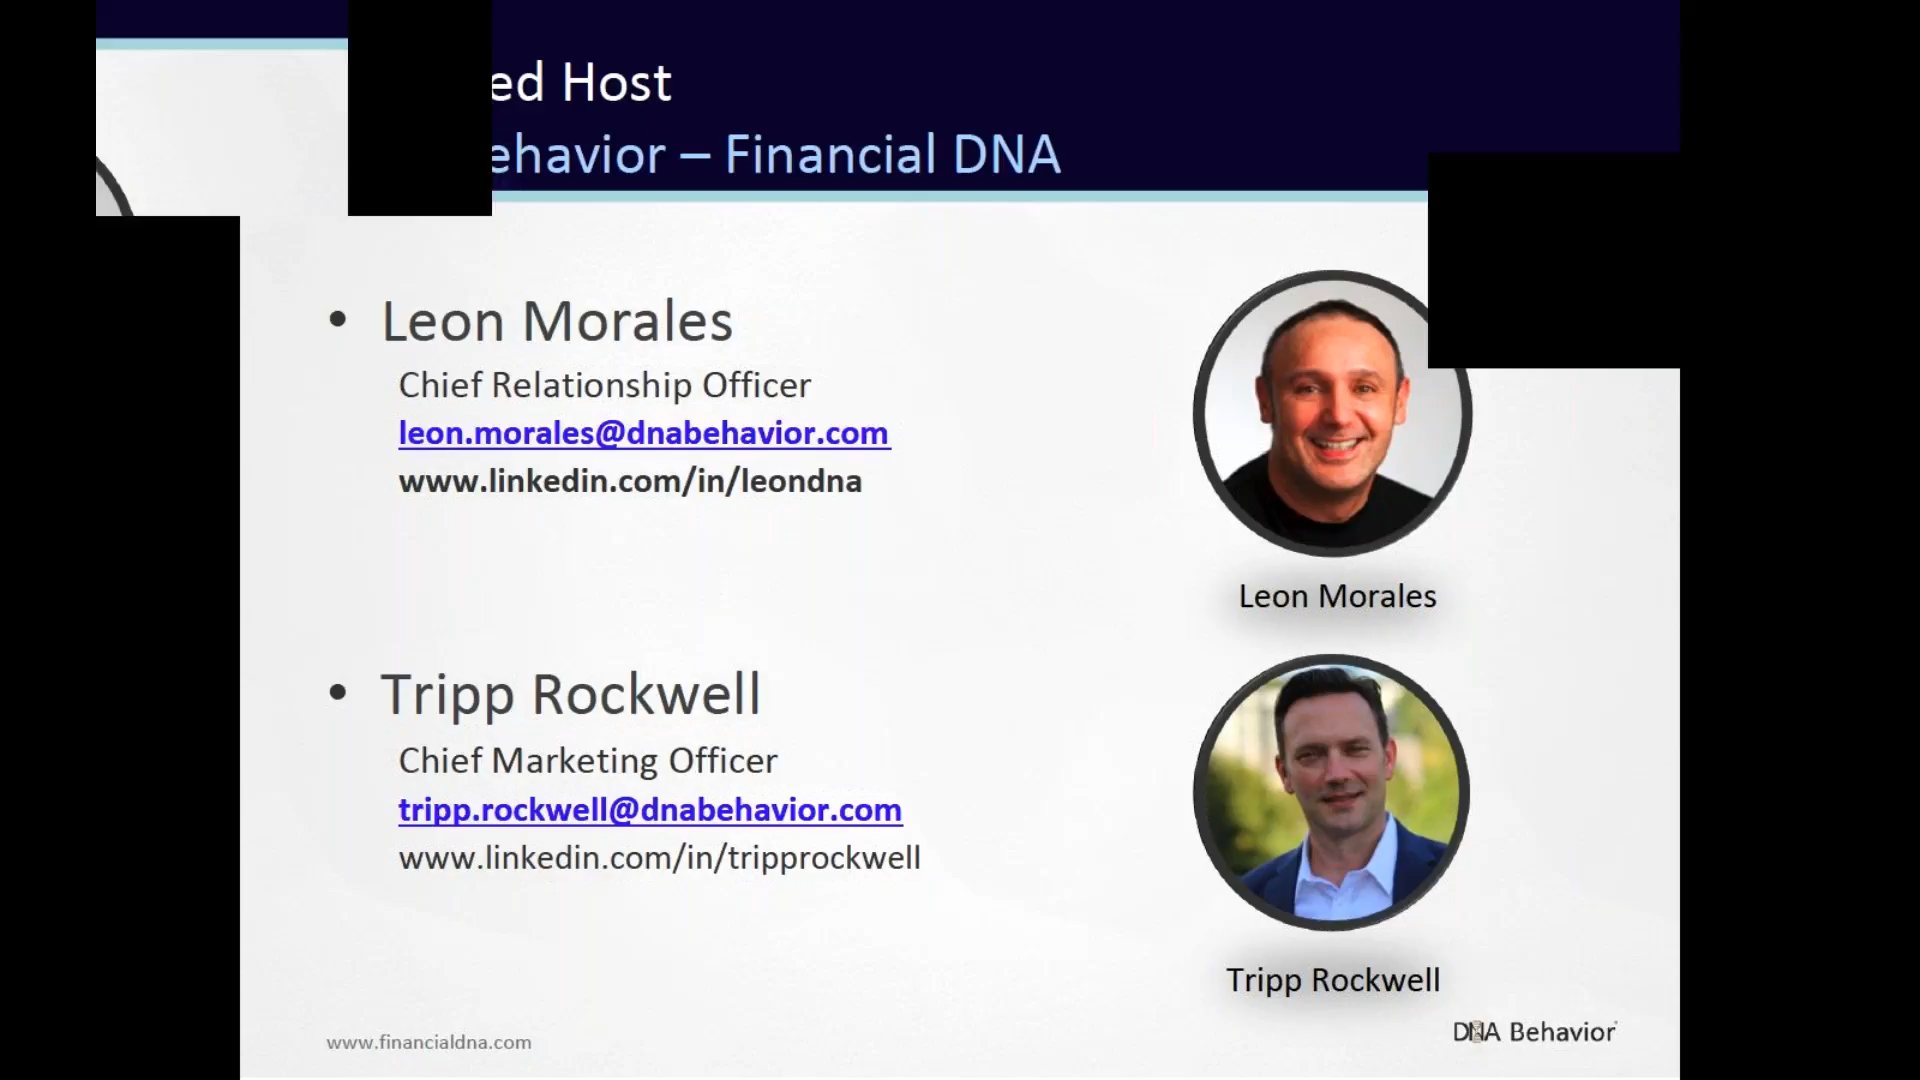 ed Host
ehavior – Financial DNA
• Leon Morales
Chief Relationship Officer
leon.morales@dnabehavior.com
www.linkedin.com/in/leondna
Leon Morales
• Tripp Rockwell
Chief Marketing Officer
tripp.rockwell@dnabehavior.com
www.linkedin.com/in/tripprockwell
Tripp Rockwell
www.financialdna.com
DNA Behavior